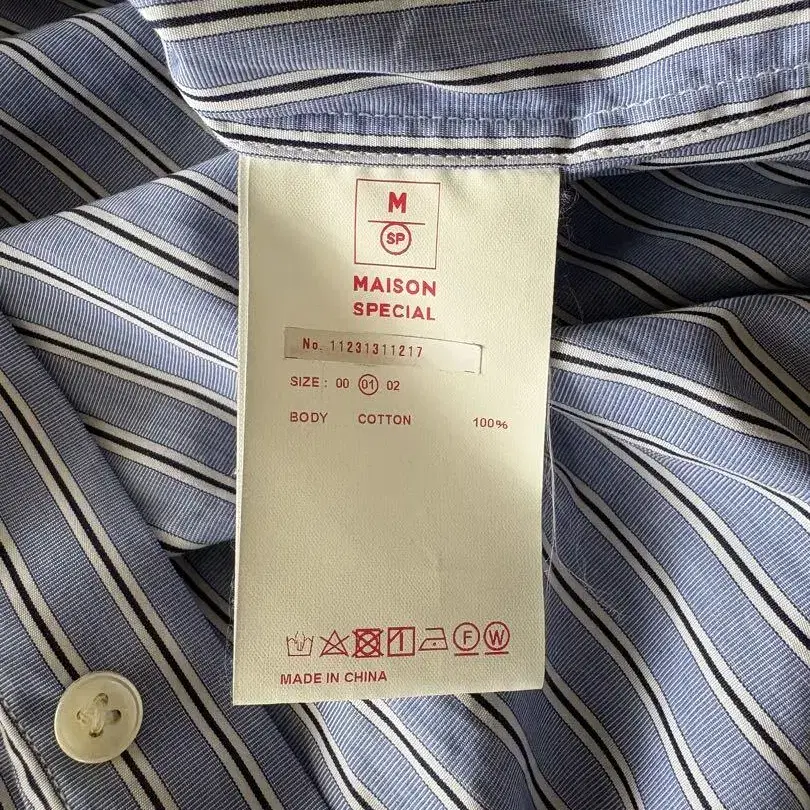 M
SP
MAISON
SPECIAL
No. 11231311217
SIZE: 00 01 02
BODY COTTON 100%
F W
MADE IN CHINA